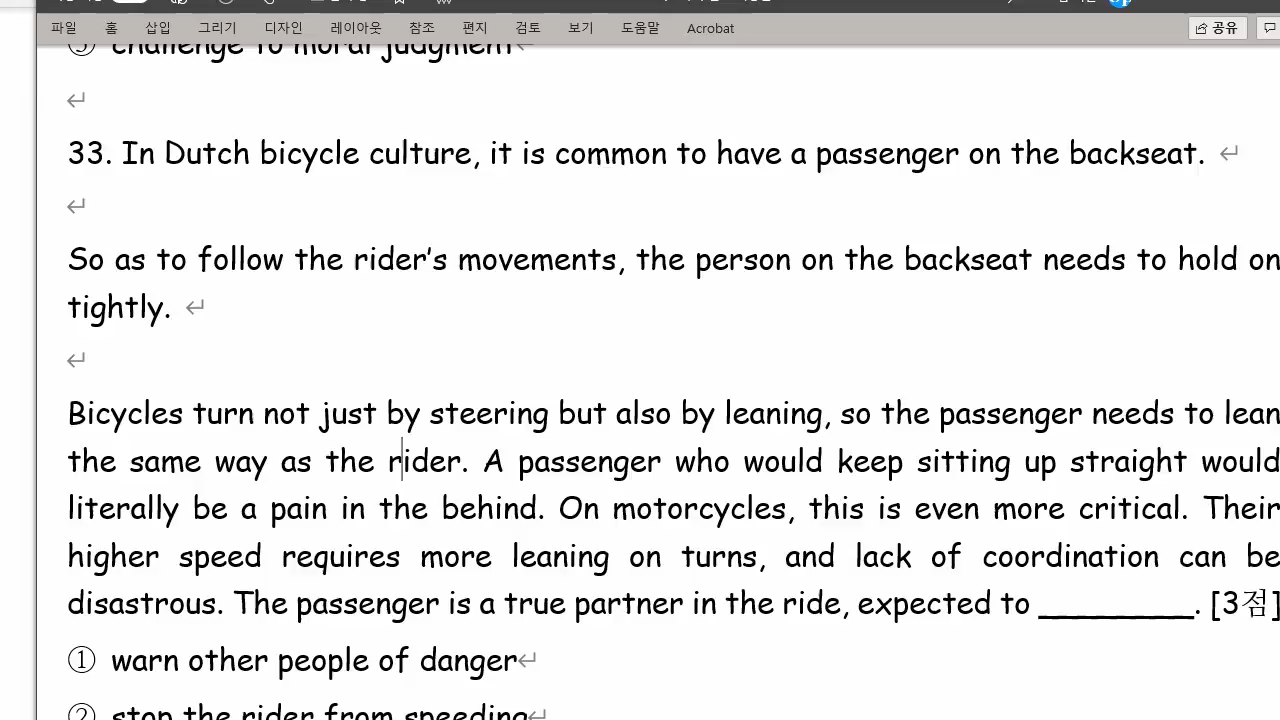 파일 홈 삽입 그리기 디자인 레이아웃 참조 편지 검토 보기 도움말 Acrobat 공유
challenge to moral judgment
33. In Dutch bicycle culture, it is common to have a passenger on the backseat.
So as to follow the rider’s movements, the person on the backseat needs to hold on
tightly.
Bicycles turn not just by steering but also by leaning, so the passenger needs to lean
the same way as the rider. A passenger who would keep sitting up straight would
literally be a pain in the behind. On motorcycles, this is even more critical. Their
higher speed requires more leaning on turns, and lack of coordination can be
disastrous. The passenger is a true partner in the ride, expected to ________. [3점]
① warn other people of danger
② stop the rider from speeding